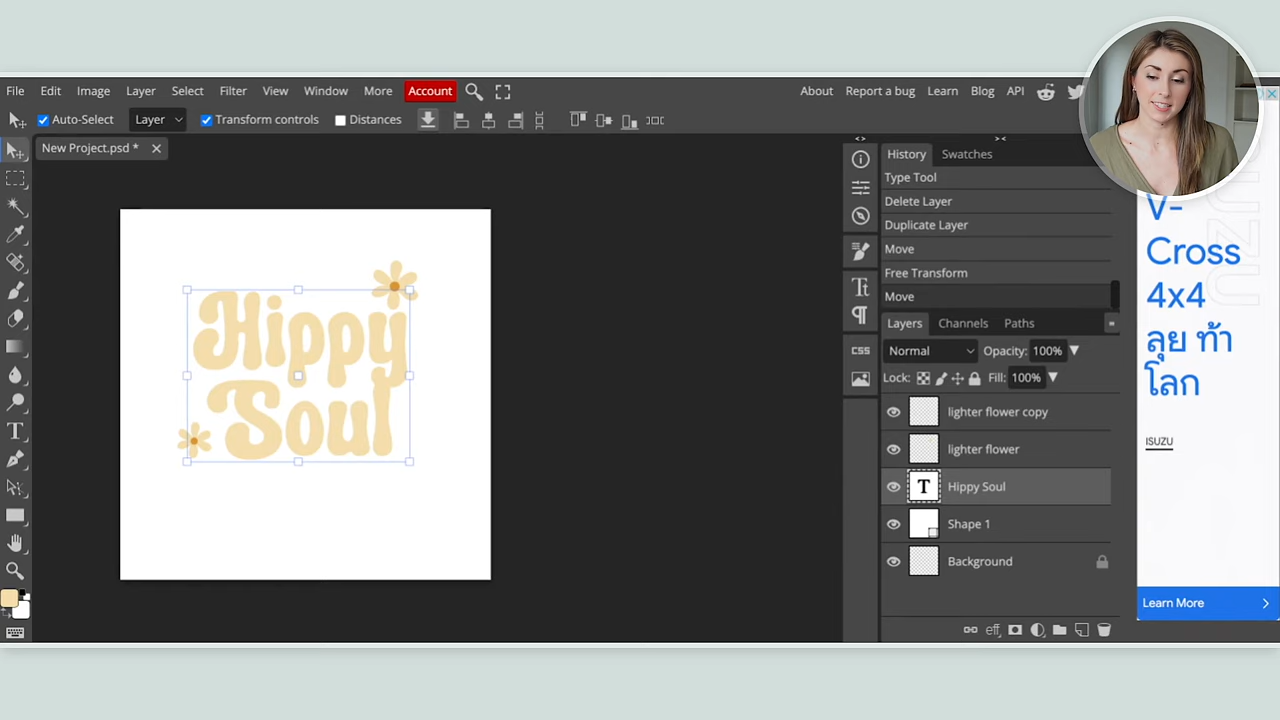 File Edit Image Layer Select Filter View Window More Account
About Report a bug Learn Blog API
Auto-Select Layer Transform controls Distances
New Project.psd *
Hippy
Soul
History Swatches
Type Tool
Delete Layer
Duplicate Layer
Move
Free Transform
Move
Layers Channels Paths
Normal Opacity: 100%
Lock: Fill: 100%
lighter flower copy
lighter flower
T Hippy Soul
Shape 1
Background
CSS
eff
V-
Cross
4x4
ลุย ท้า
โลก
ISUZU
Learn More